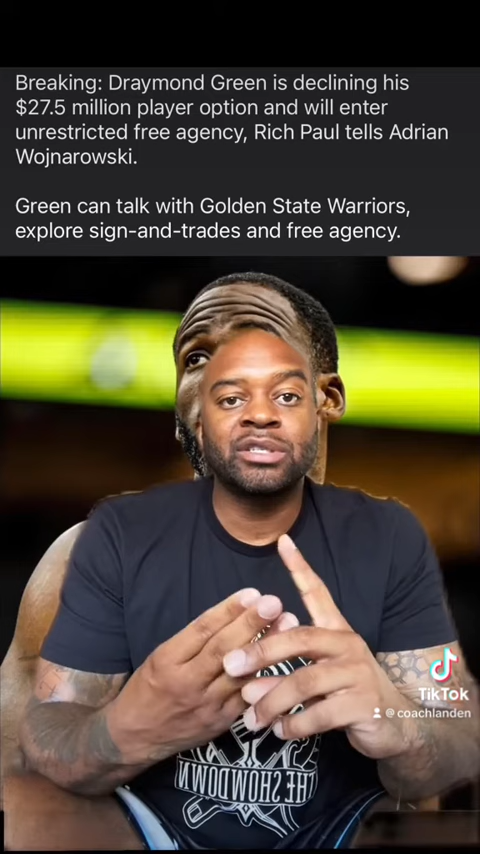 Breaking: Draymond Green is declining his
$27.5 million player option and will enter
unrestricted free agency, Rich Paul tells Adrian
Wojnarowski.
Green can talk with Golden State Warriors,
explore sign-and-trades and free agency.
TikTok
@coachlanden
THE SHOWDOWN